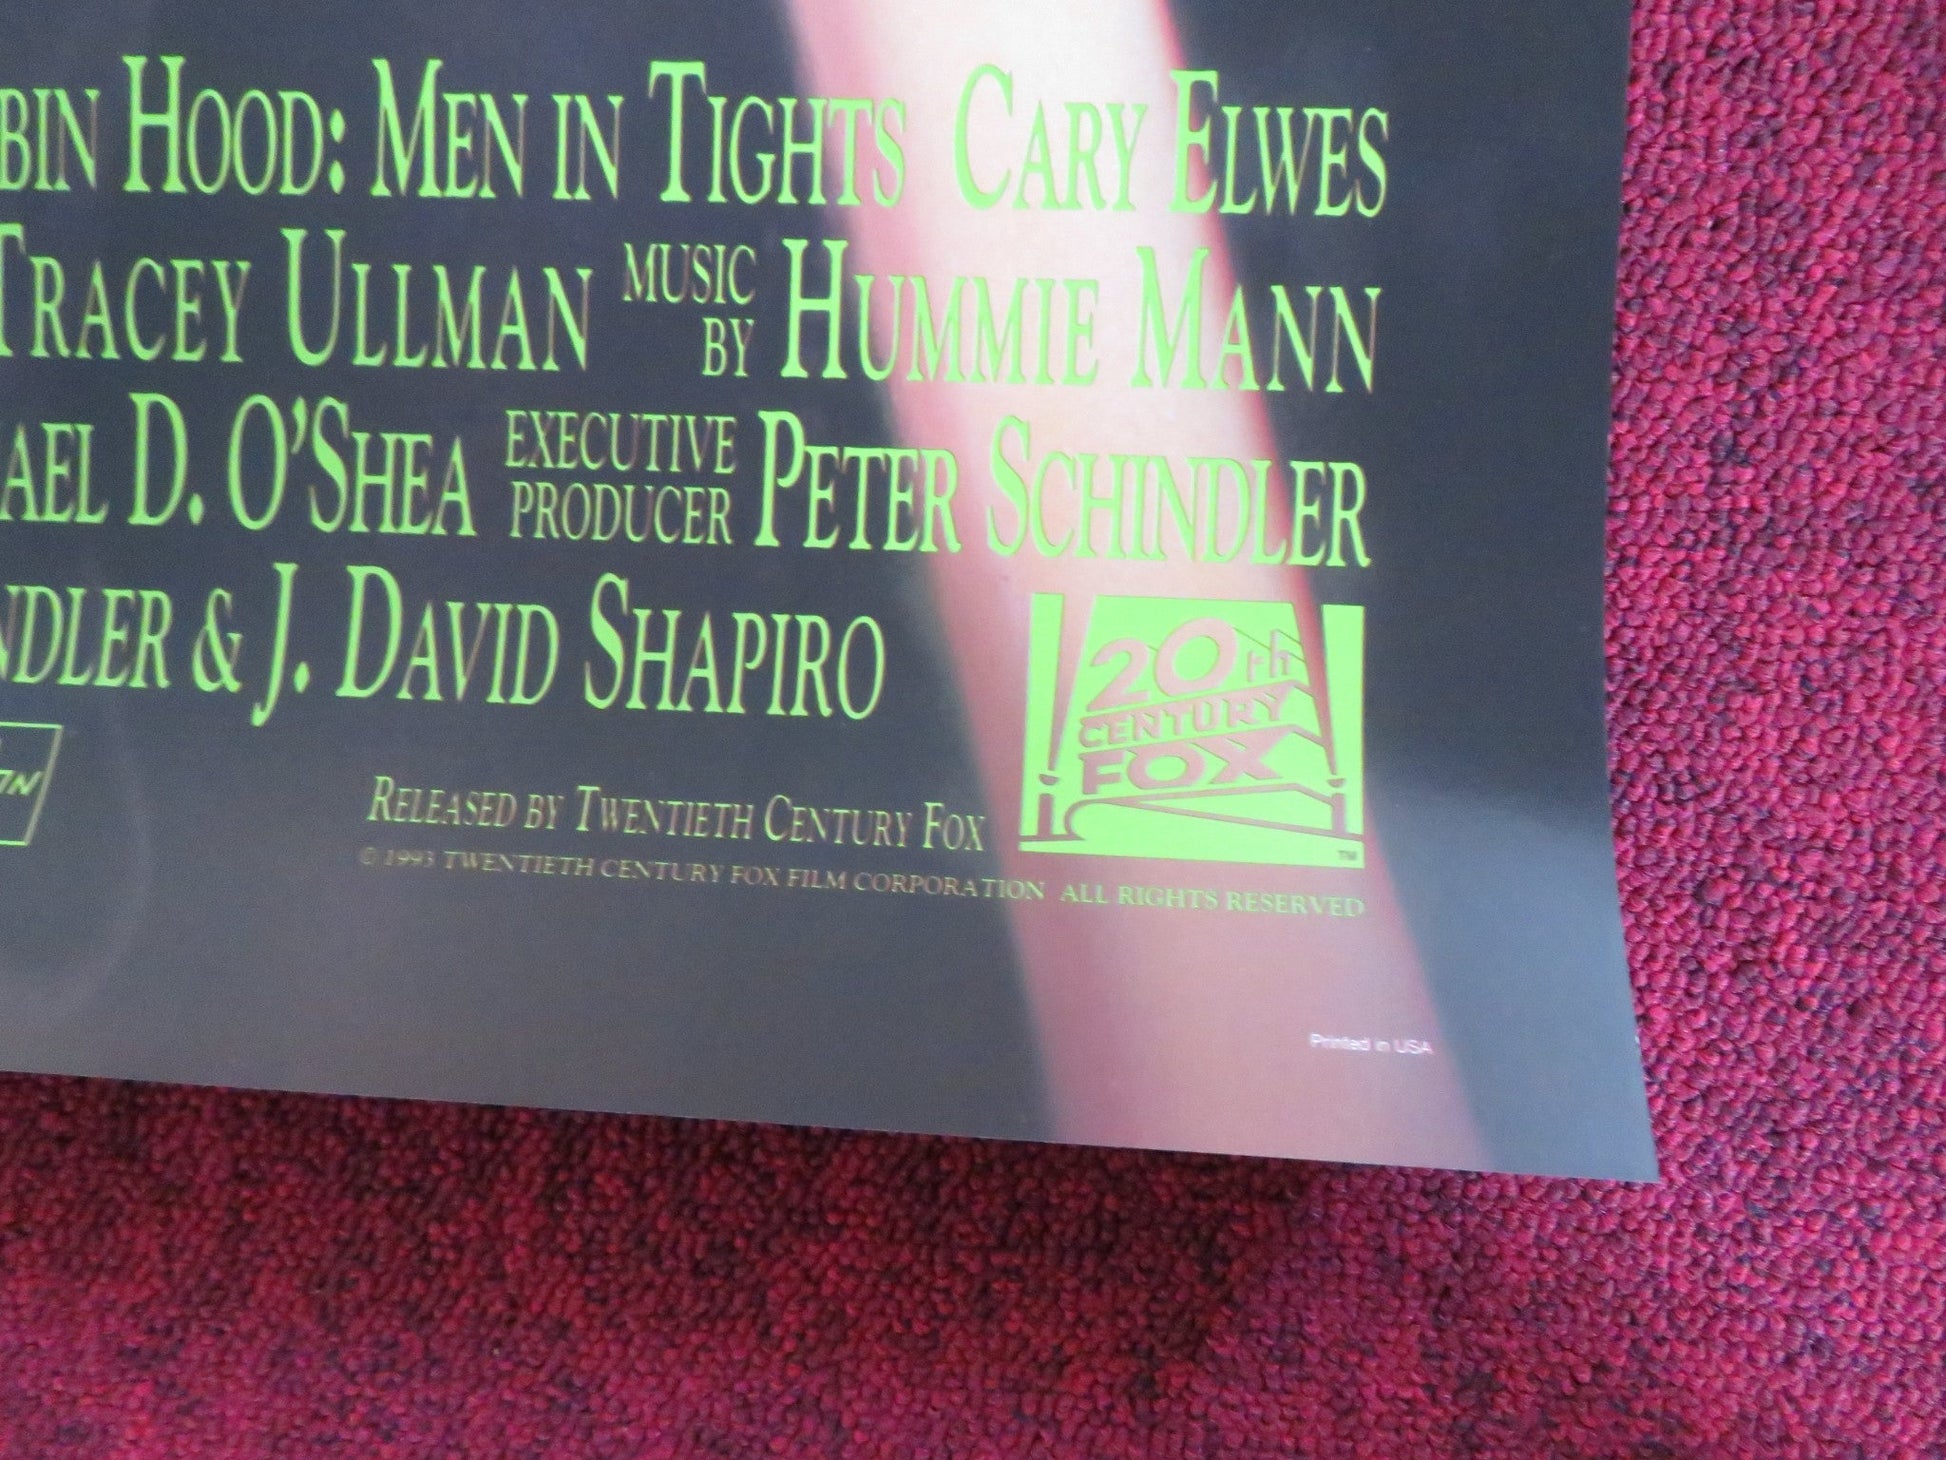 BIN HOOD: MEN IN TIGHTS CARY ELWES
TRACEY ULLMAN MUSIC BY HUMMIE MANN
AEL D. O'SHEA EXECUTIVE PRODUCER PETER SCHINDLER
NDLER & J. DAVID SHAPIRO
20TH
CENTURY
FOX
TM
RELEASED BY TWENTIETH CENTURY FOX
© 1993 TWENTIETH CENTURY FOX FILM CORPORATION ALL RIGHTS RESERVED
Printed in USA